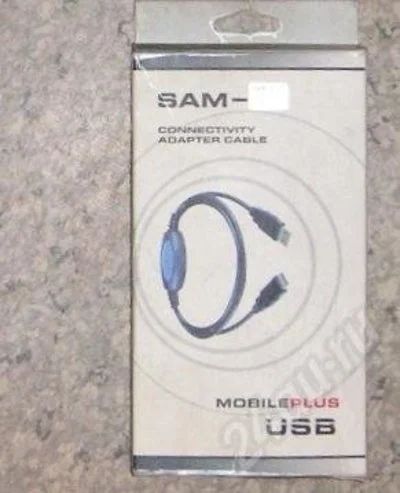 SAM-
CONNECTIVITY
ADAPTER CABLE
MOBILEPLUS
USB